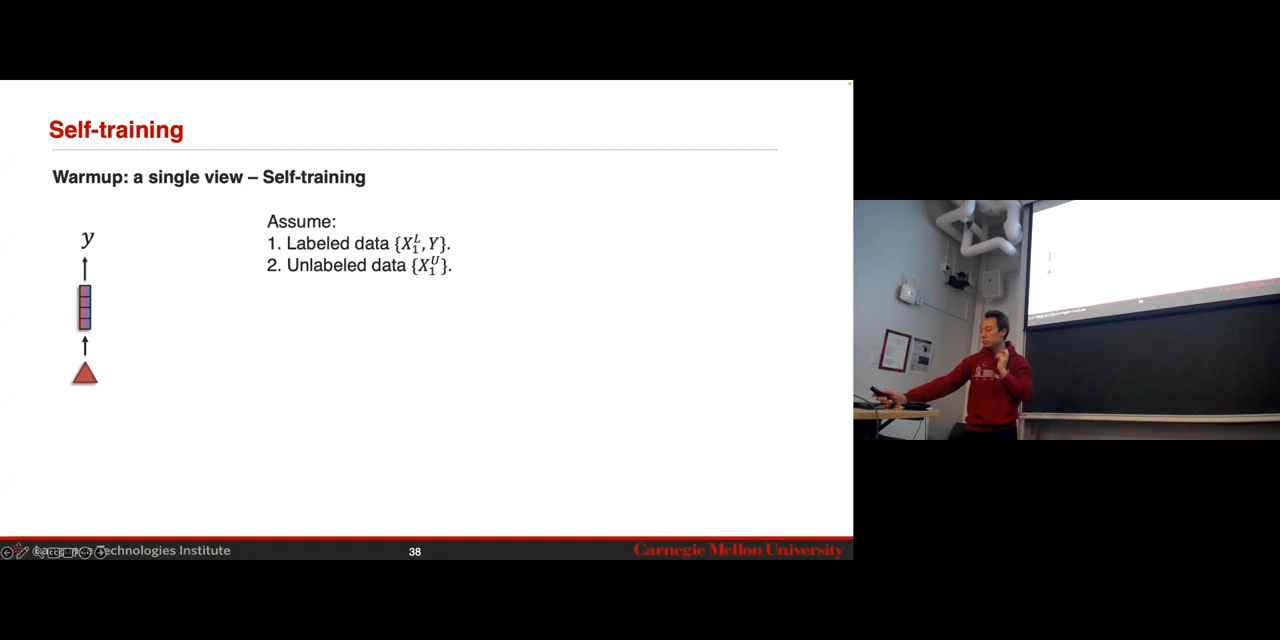 Self-training
Warmup: a single view – Self-training
Assume:
1. Labeled data {X₁ᴸ, Y}.
2. Unlabeled data {X₁ᵁ}.
y
Technologies Institute
38
Carnegie Mellon University